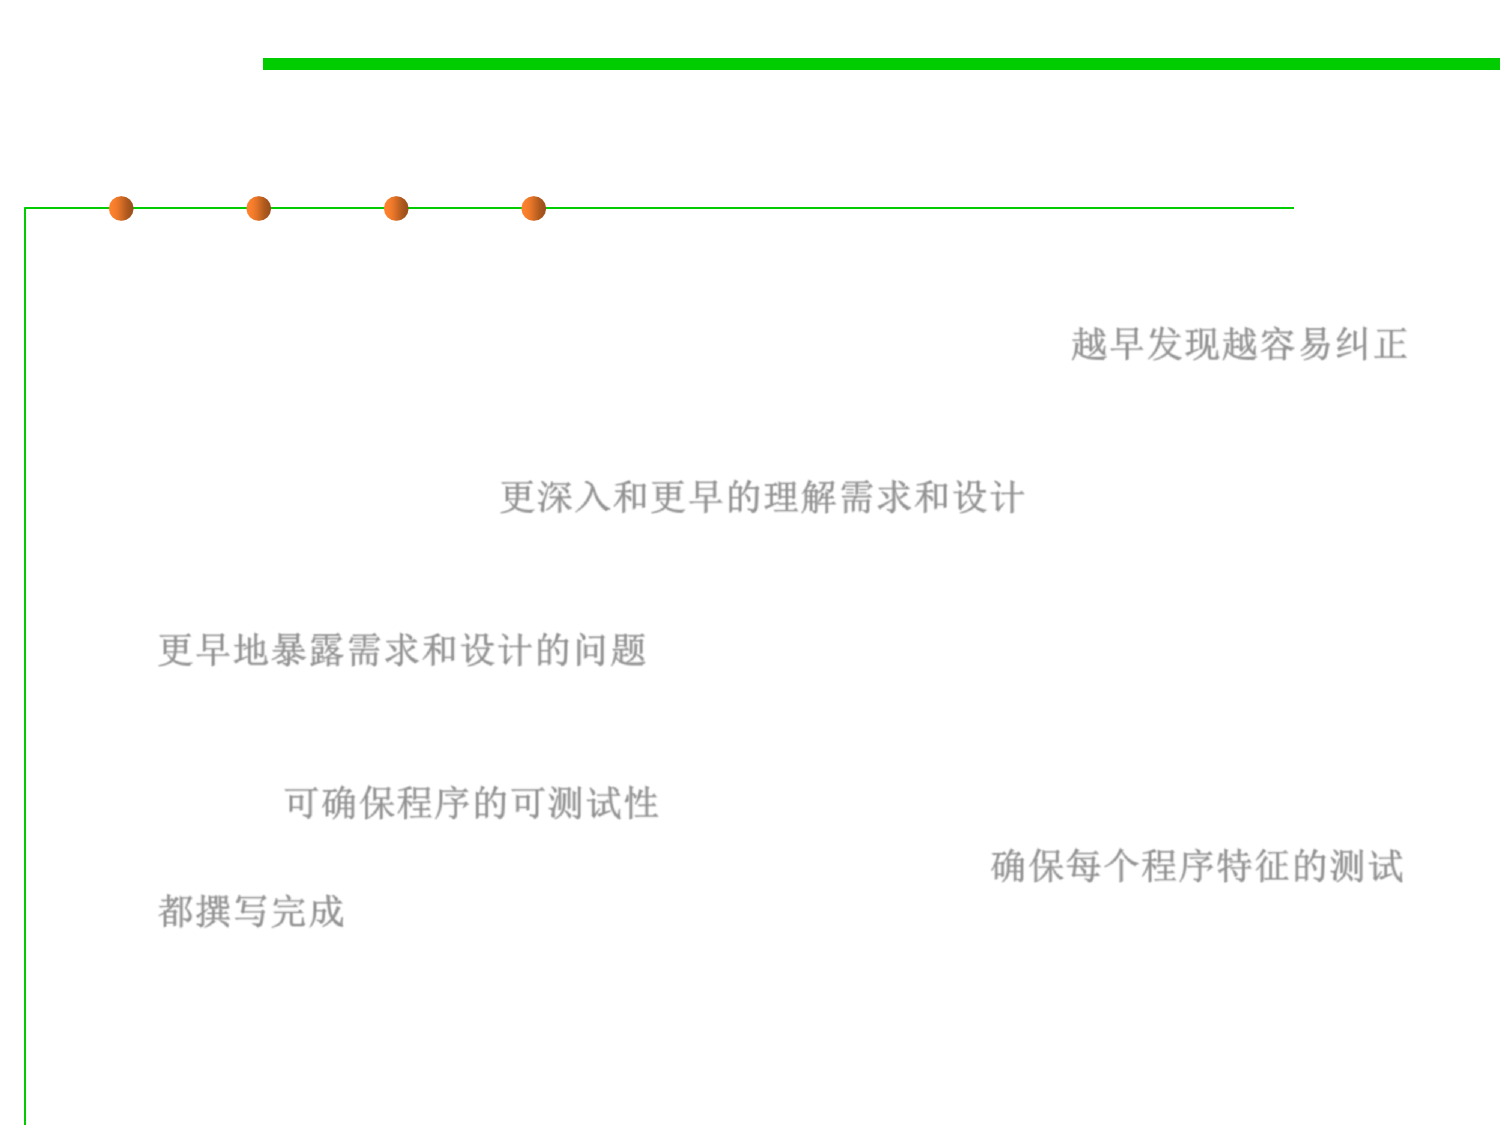 越早发现越容易纠正
更深入和更早的理解需求和设计
更早地暴露需求和设计的问题
可确保程序的可测试性
确保每个程序特征的测试
都撰写完成